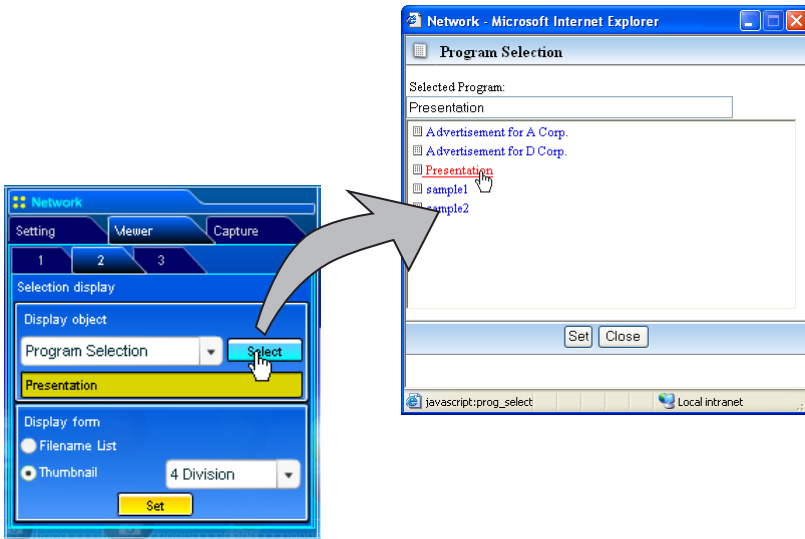 Network - Microsoft Internet Explorer
Program Selection
Selected Program:
Presentation
Advertisement for A Corp.
Advertisement for D Corp.
Presentation
sample1
sample2
Set Close
javascript:prog_select Local intranet
Network
Setting Viewer Capture
1 2 3
Selection display
Display object
Program Selection Select
Presentation
Display form
Filename List
Thumbnail 4 Division
Set